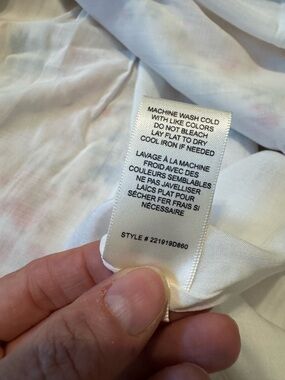 MACHINE WASH COLD
WITH LIKE COLORS
DO NOT BLEACH
LAY FLAT TO DRY
COOL IRON IF NEEDED
LAVAGE À LA MACHINE
FROID AVEC DES
COULEURS SEMBLABLES
NE PAS JAVELLISER
LAÏCS PLAT POUR
SÉCHER FER FRAIS SI
NÉCESSAIRE
STYLE # 221919D860